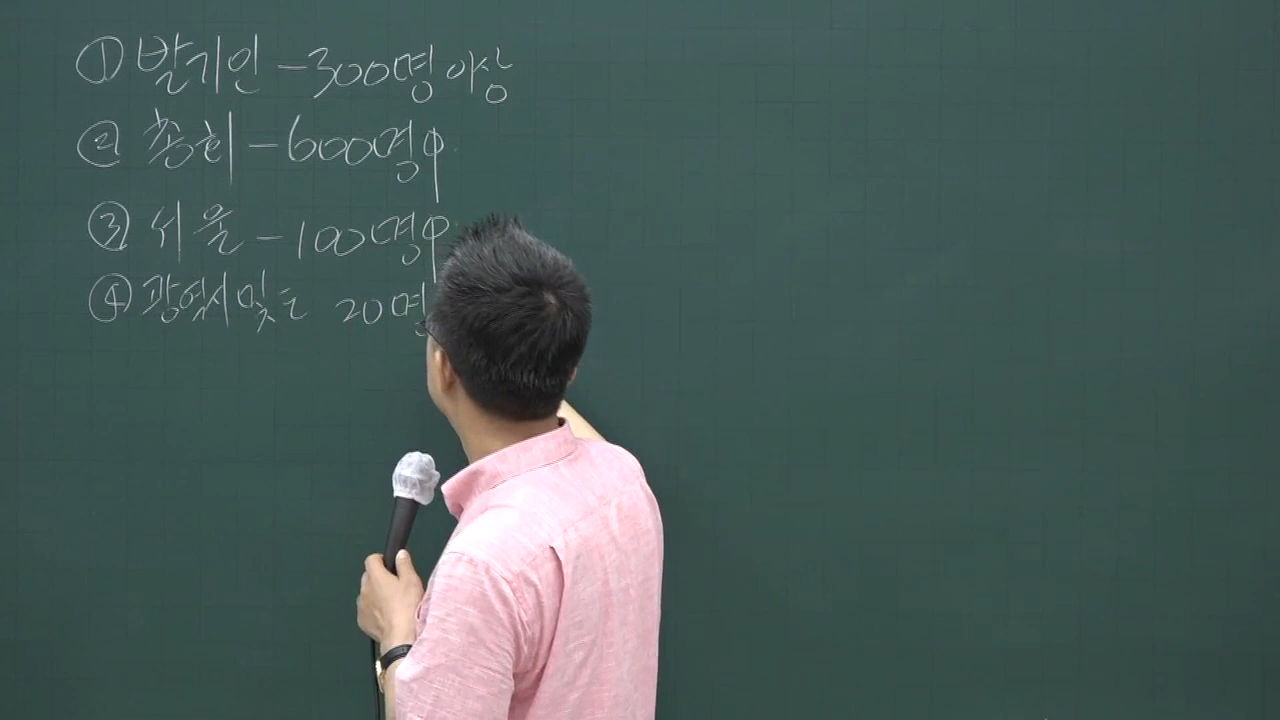 ① 발기인 - 300명 이상
② 총회 - 600명 ↑
③ 서울 - 100명 ↑
④ 광역시 및 도 20명